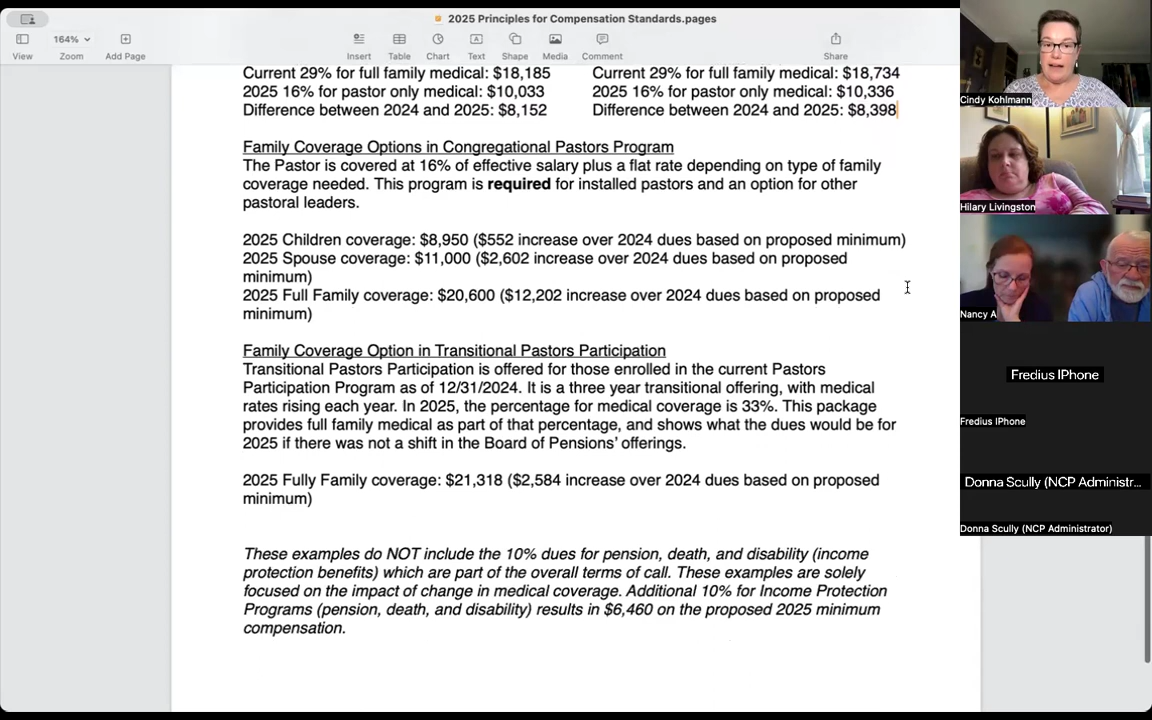 2025 Principles for Compensation Standards.pages
164%
View
Zoom
Add Page
Insert
Table
Chart
Text
Shape
Media
Comment
Share
Current 29% for full family medical: $18,185
Current 29% for full family medical: $18,734
2025 16% for pastor only medical: $10,033
2025 16% for pastor only medical: $10,336
Difference between 2024 and 2025: $8,152
Difference between 2024 and 2025: $8,398
Family Coverage Options in Congregational Pastors Program
The Pastor is covered at 16% of effective salary plus a flat rate depending on type of family
coverage needed. This program is required for installed pastors and an option for other
pastoral leaders.
2025 Children coverage: $8,950 ($552 increase over 2024 dues based on proposed minimum)
2025 Spouse coverage: $11,000 ($2,602 increase over 2024 dues based on proposed
minimum)
2025 Full Family coverage: $20,600 ($12,202 increase over 2024 dues based on proposed
minimum)
Family Coverage Option in Transitional Pastors Participation
Transitional Pastors Participation is offered for those enrolled in the current Pastors
Participation Program as of 12/31/2024. It is a three year transitional offering, with medical
rates rising each year. In 2025, the percentage for medical coverage is 33%. This package
provides full family medical as part of that percentage, and shows what the dues would be for
2025 if there was not a shift in the Board of Pensions' offerings.
2025 Fully Family coverage: $21,318 ($2,584 increase over 2024 dues based on proposed
minimum)
These examples do NOT include the 10% dues for pension, death, and disability (income
protection benefits) which are part of the overall terms of call. These examples are solely
focused on the impact of change in medical coverage. Additional 10% for Income Protection
Programs (pension, death, and disability) results in $6,460 on the proposed 2025 minimum
compensation.
Cindy Kohlmann
Hilary Livingston
Nancy A
Fredius IPhone
Fredius IPhone
Donna Scully (NCP Administr...
Donna Scully (NCP Administrator)